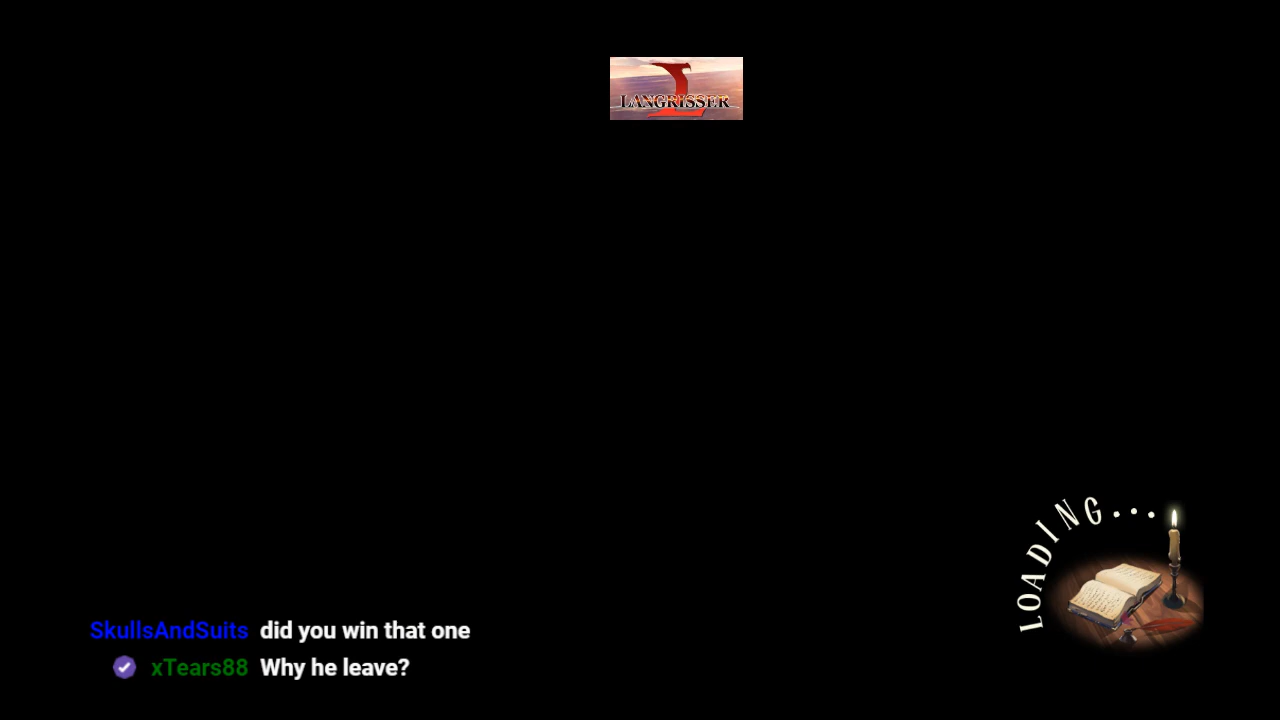 LANGRISSER
LOADING...
SkullsAndSuits did you win that one
xTears88 Why he leave?